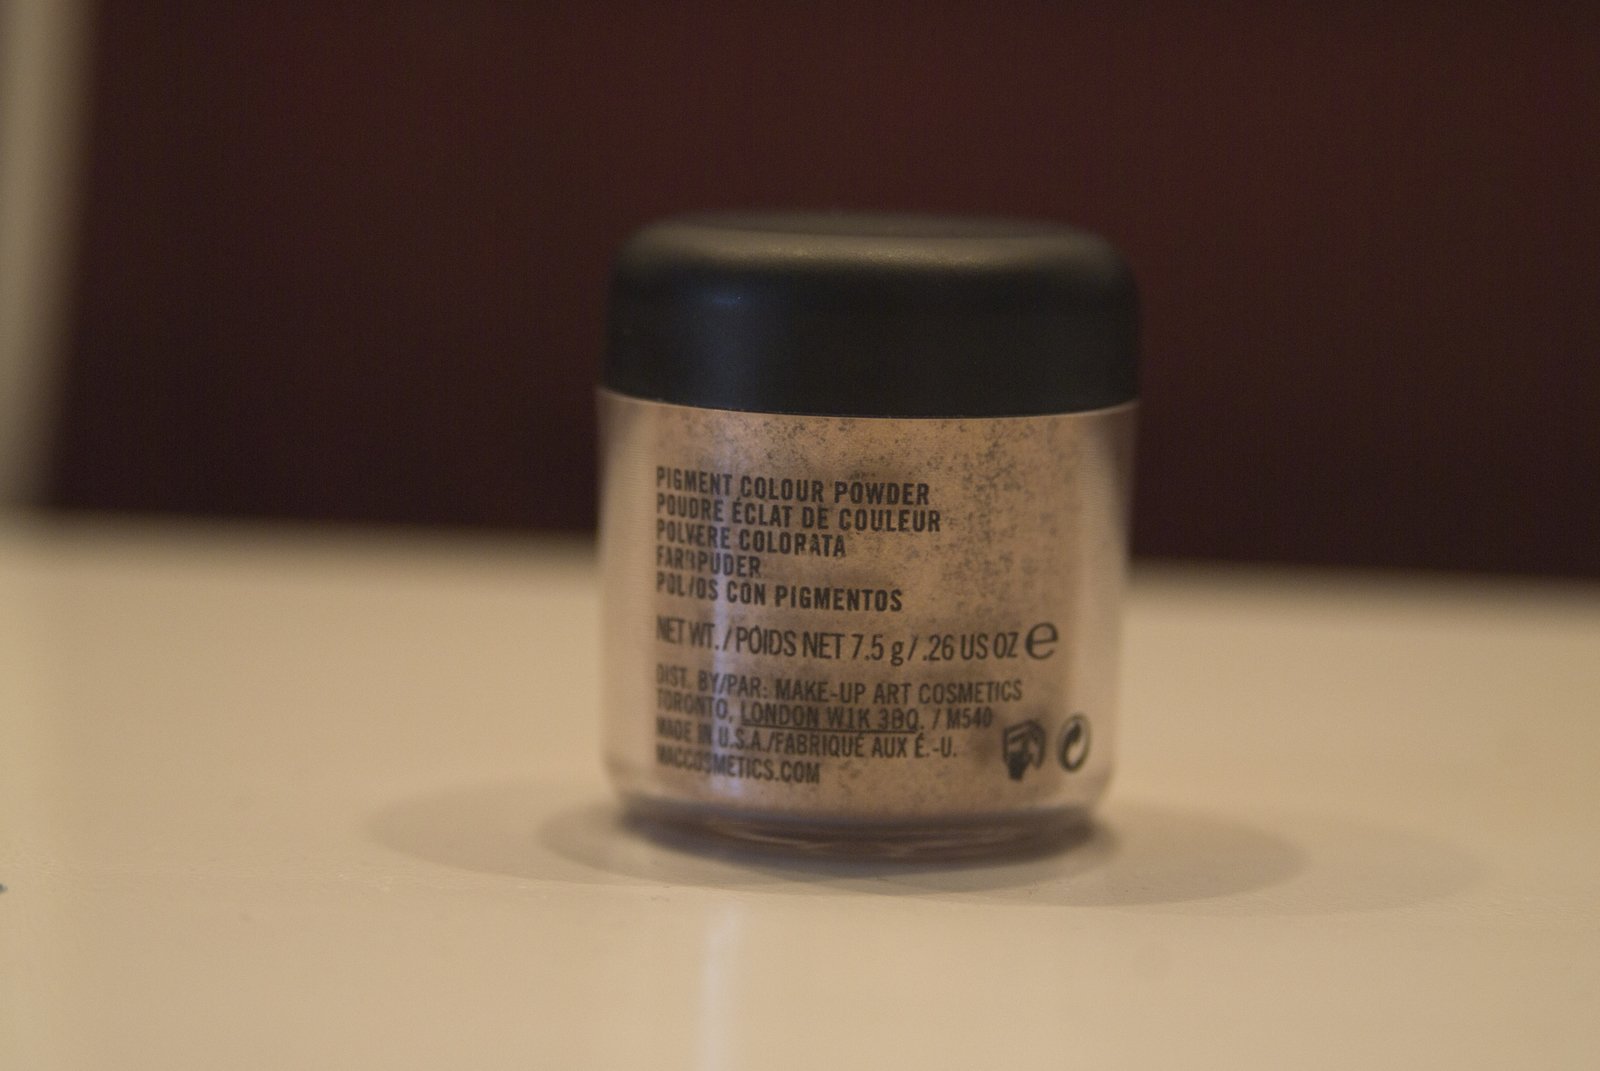 PIGMENT COLOUR POWDER
POUDRE ÉCLAT DE COULEUR
POLVERE COLORATA
FARBPUDER
POLVOS CON PIGMENTOS
NET WT. / POIDS NET 7.5 g / .26 US OZ e
DIST. BY/PAR: MAKE-UP ART COSMETICS
TORONTO, LONDON W1K 3BQ. / M540
MADE IN U.S.A./FABRIQUÉ AUX É.-U.
MACCOSMETICS.COM